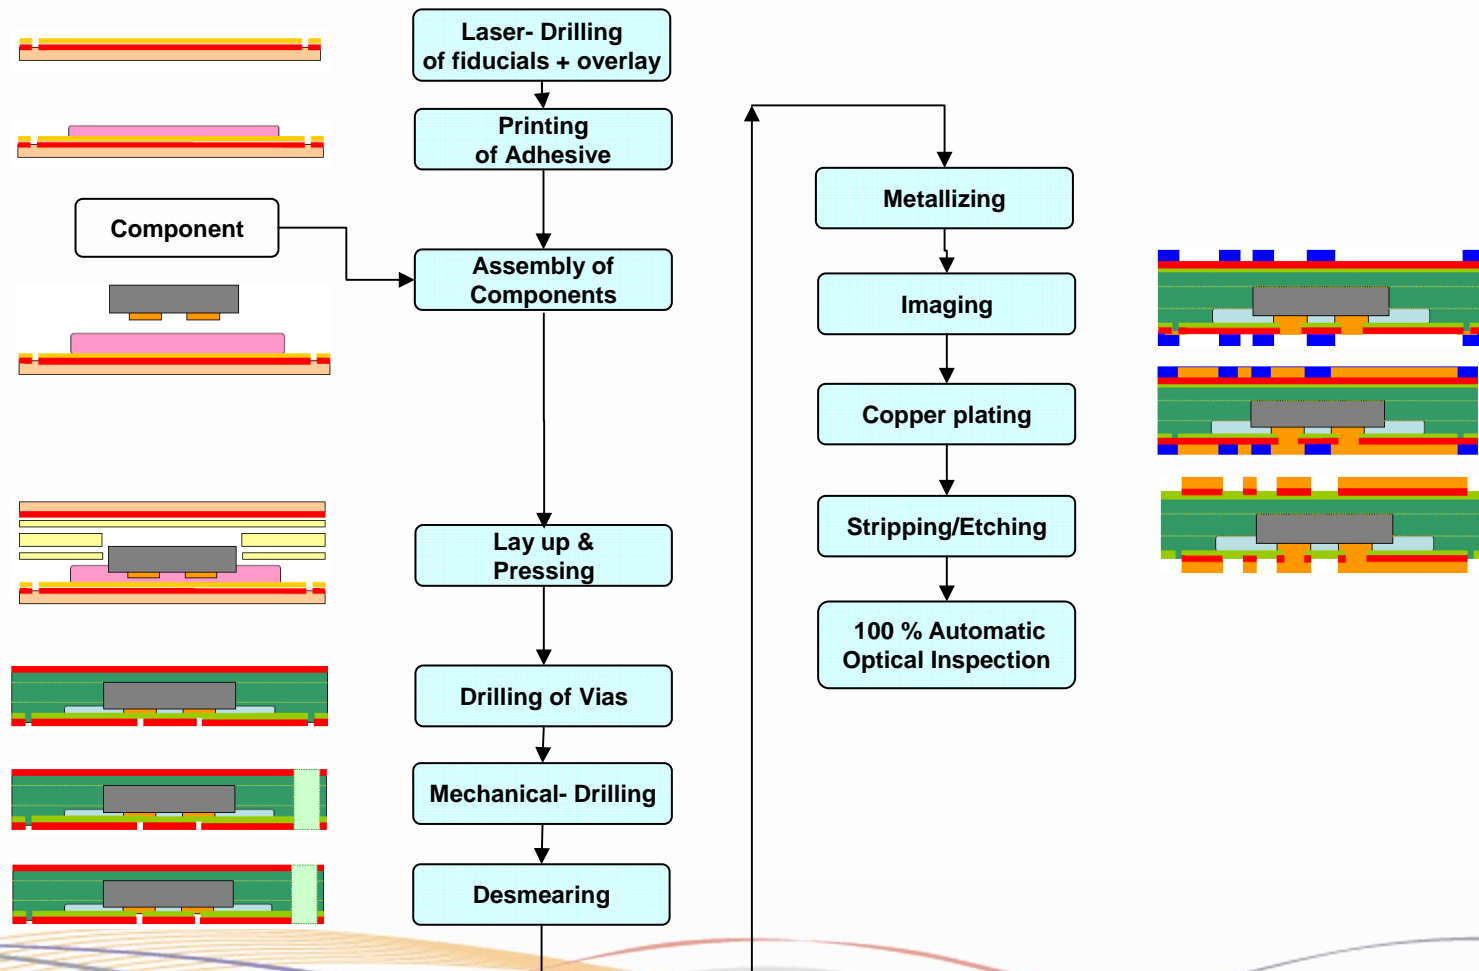 Laser- Drilling
of fiducials + overlay
Printing
of Adhesive
Component
Assembly of
Components
Lay up &
Pressing
Drilling of Vias
Mechanical- Drilling
Desmearing
Metallizing
Imaging
Copper plating
Stripping/Etching
100 % Automatic
Optical Inspection